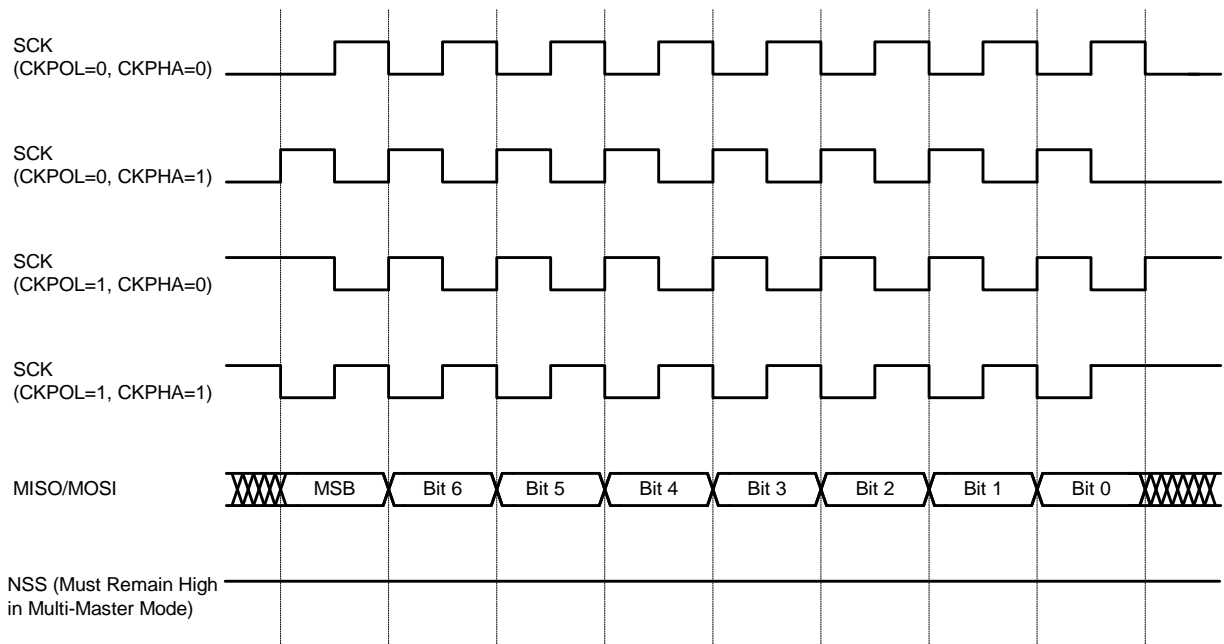 SCK
(CKPOL=0, CKPHA=0)
SCK
(CKPOL=0, CKPHA=1)
SCK
(CKPOL=1, CKPHA=0)
SCK
(CKPOL=1, CKPHA=1)
MISO/MOSI
MSB Bit 6 Bit 5 Bit 4 Bit 3 Bit 2 Bit 1 Bit 0
NSS (Must Remain High
in Multi-Master Mode)